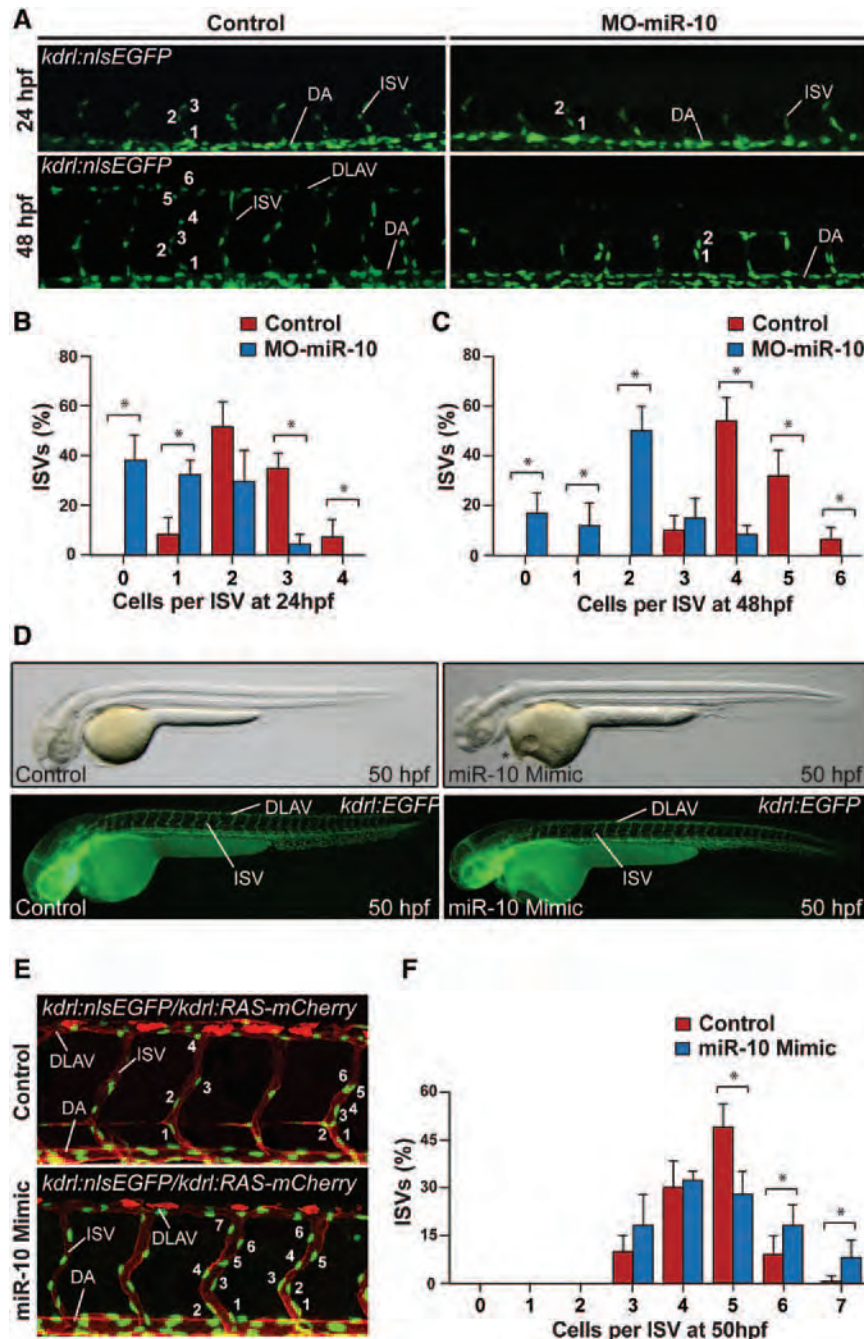 A
Control
MO-miR-10
24 hpf
kdrl:nlsEGFP
ISV
DA
3
2
1
ISV
DA
2
1
48 hpf
kdrl:nlsEGFP
DLAV
ISV
DA
6
5
4
3
2
1
DA
2
1
B
Control
MO-miR-10
ISVs (%)
80
60
40
20
0
* * * *
0 1 2 3 4
Cells per ISV at 24hpf
C
Control
MO-miR-10
80
60
40
20
0
* * * * * *
0 1 2 3 4 5 6
Cells per ISV at 48hpf
D
Control
50 hpf
*
miR-10 Mimic
50 hpf
DLAV
kdrl:EGFP
ISV
Control
50 hpf
DLAV
kdrl:EGFP
ISV
miR-10 Mimic
50 hpf
E
Control
kdrl:nlsEGFP/kdrl:RAS-mCherry
DLAV
ISV
DA
4
3
2
1
6
5
4
3
2
1
miR-10 Mimic
kdrl:nlsEGFP/kdrl:RAS-mCherry
DLAV
ISV
DA
7
6
5
4
3
2
1
6
5
4
3
2
1
F
Control
miR-10 Mimic
ISVs (%)
60
45
30
15
0
* * *
0 1 2 3 4 5 6 7
Cells per ISV at 50hpf